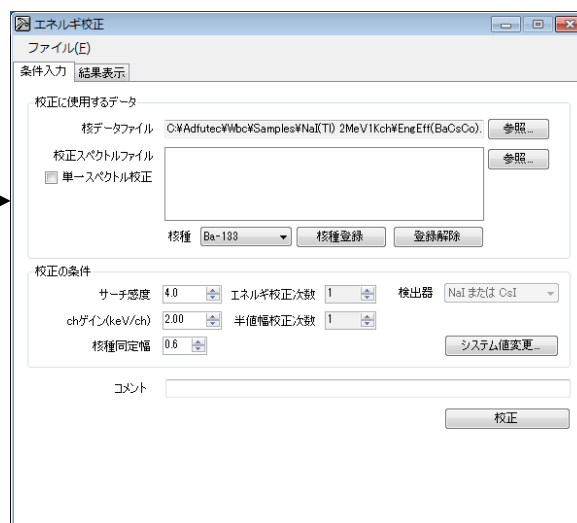 エネルギ校正
ファイル(F)
条件入力 結果表示
校正に使用するデータ
核データファイル C:¥Adfutec¥Wbc¥Samples¥NaI(Tl) 2MeV1Kch¥EngEff(BaCsCo). 参照...
校正スペクトルファイル 参照...
単一スペクトル校正
核種 Ba-133 核種登録 登録解除
校正の条件
サーチ感度 4.0 エネルギ校正次数 1 検出器 NaI または CsI
chゲイン(keV/ch) 2.00 半値幅校正次数 1
核種同定幅 0.6 システム値変更...
コメント
校正